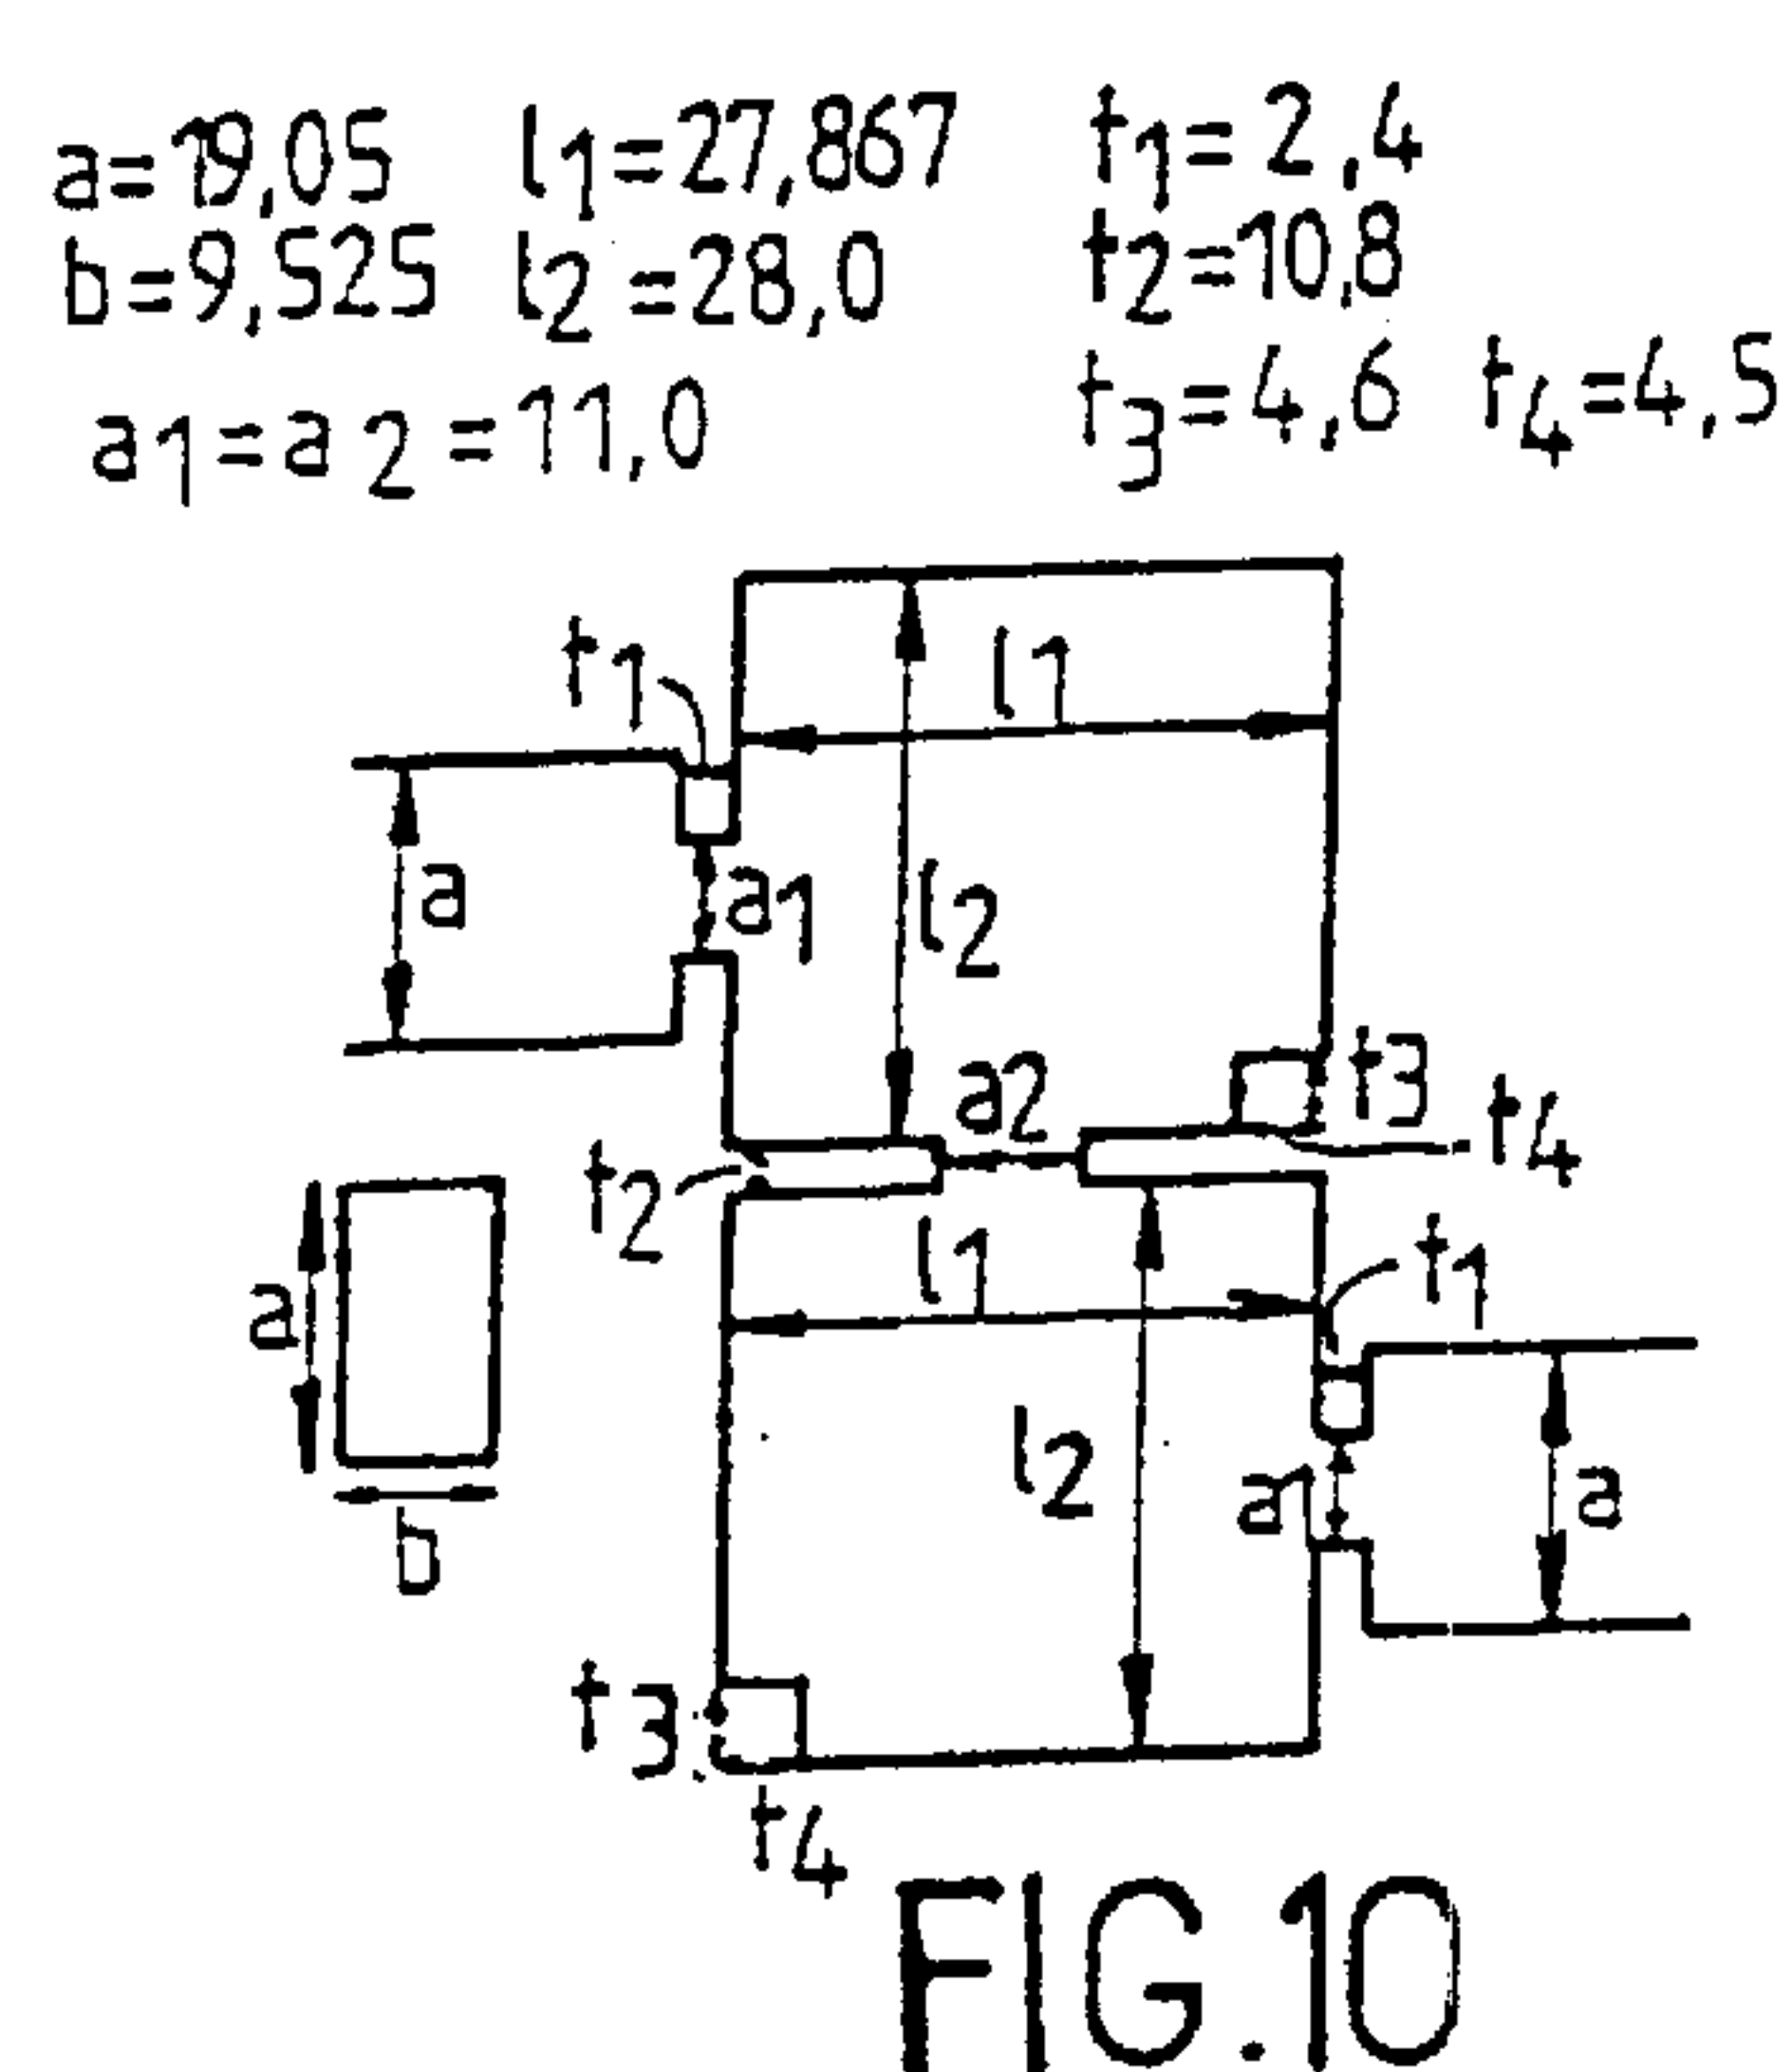 a=19,05 l1=27,867 t1=2,4
b=9,525 l2=28,0 t2=10,8
a1=a2=11,0 t3=4,6 t4=4,5
t1
l1
a
a1
l2
a2
t3
t4
t2
l1
t1
a
l2
a1
a
b
t3
t4
FIG.10